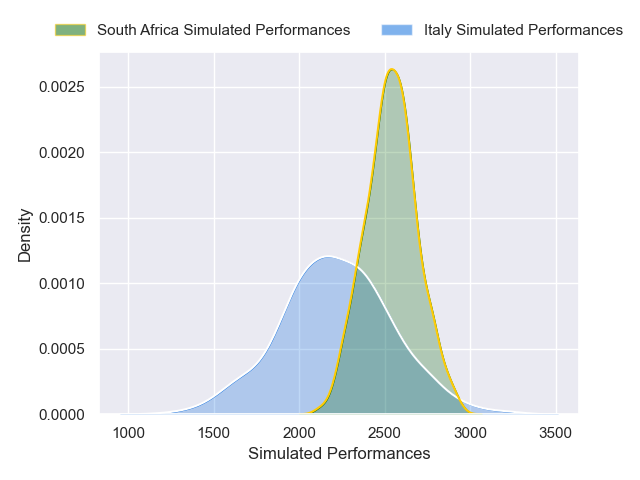 South Africa Simulated Performances Italy Simulated Performances
0.0025
0.0020
0.0015
0.0010
0.0005
0.0000
Density
1000 1500 2000 2500 3000 3500
Simulated Performances